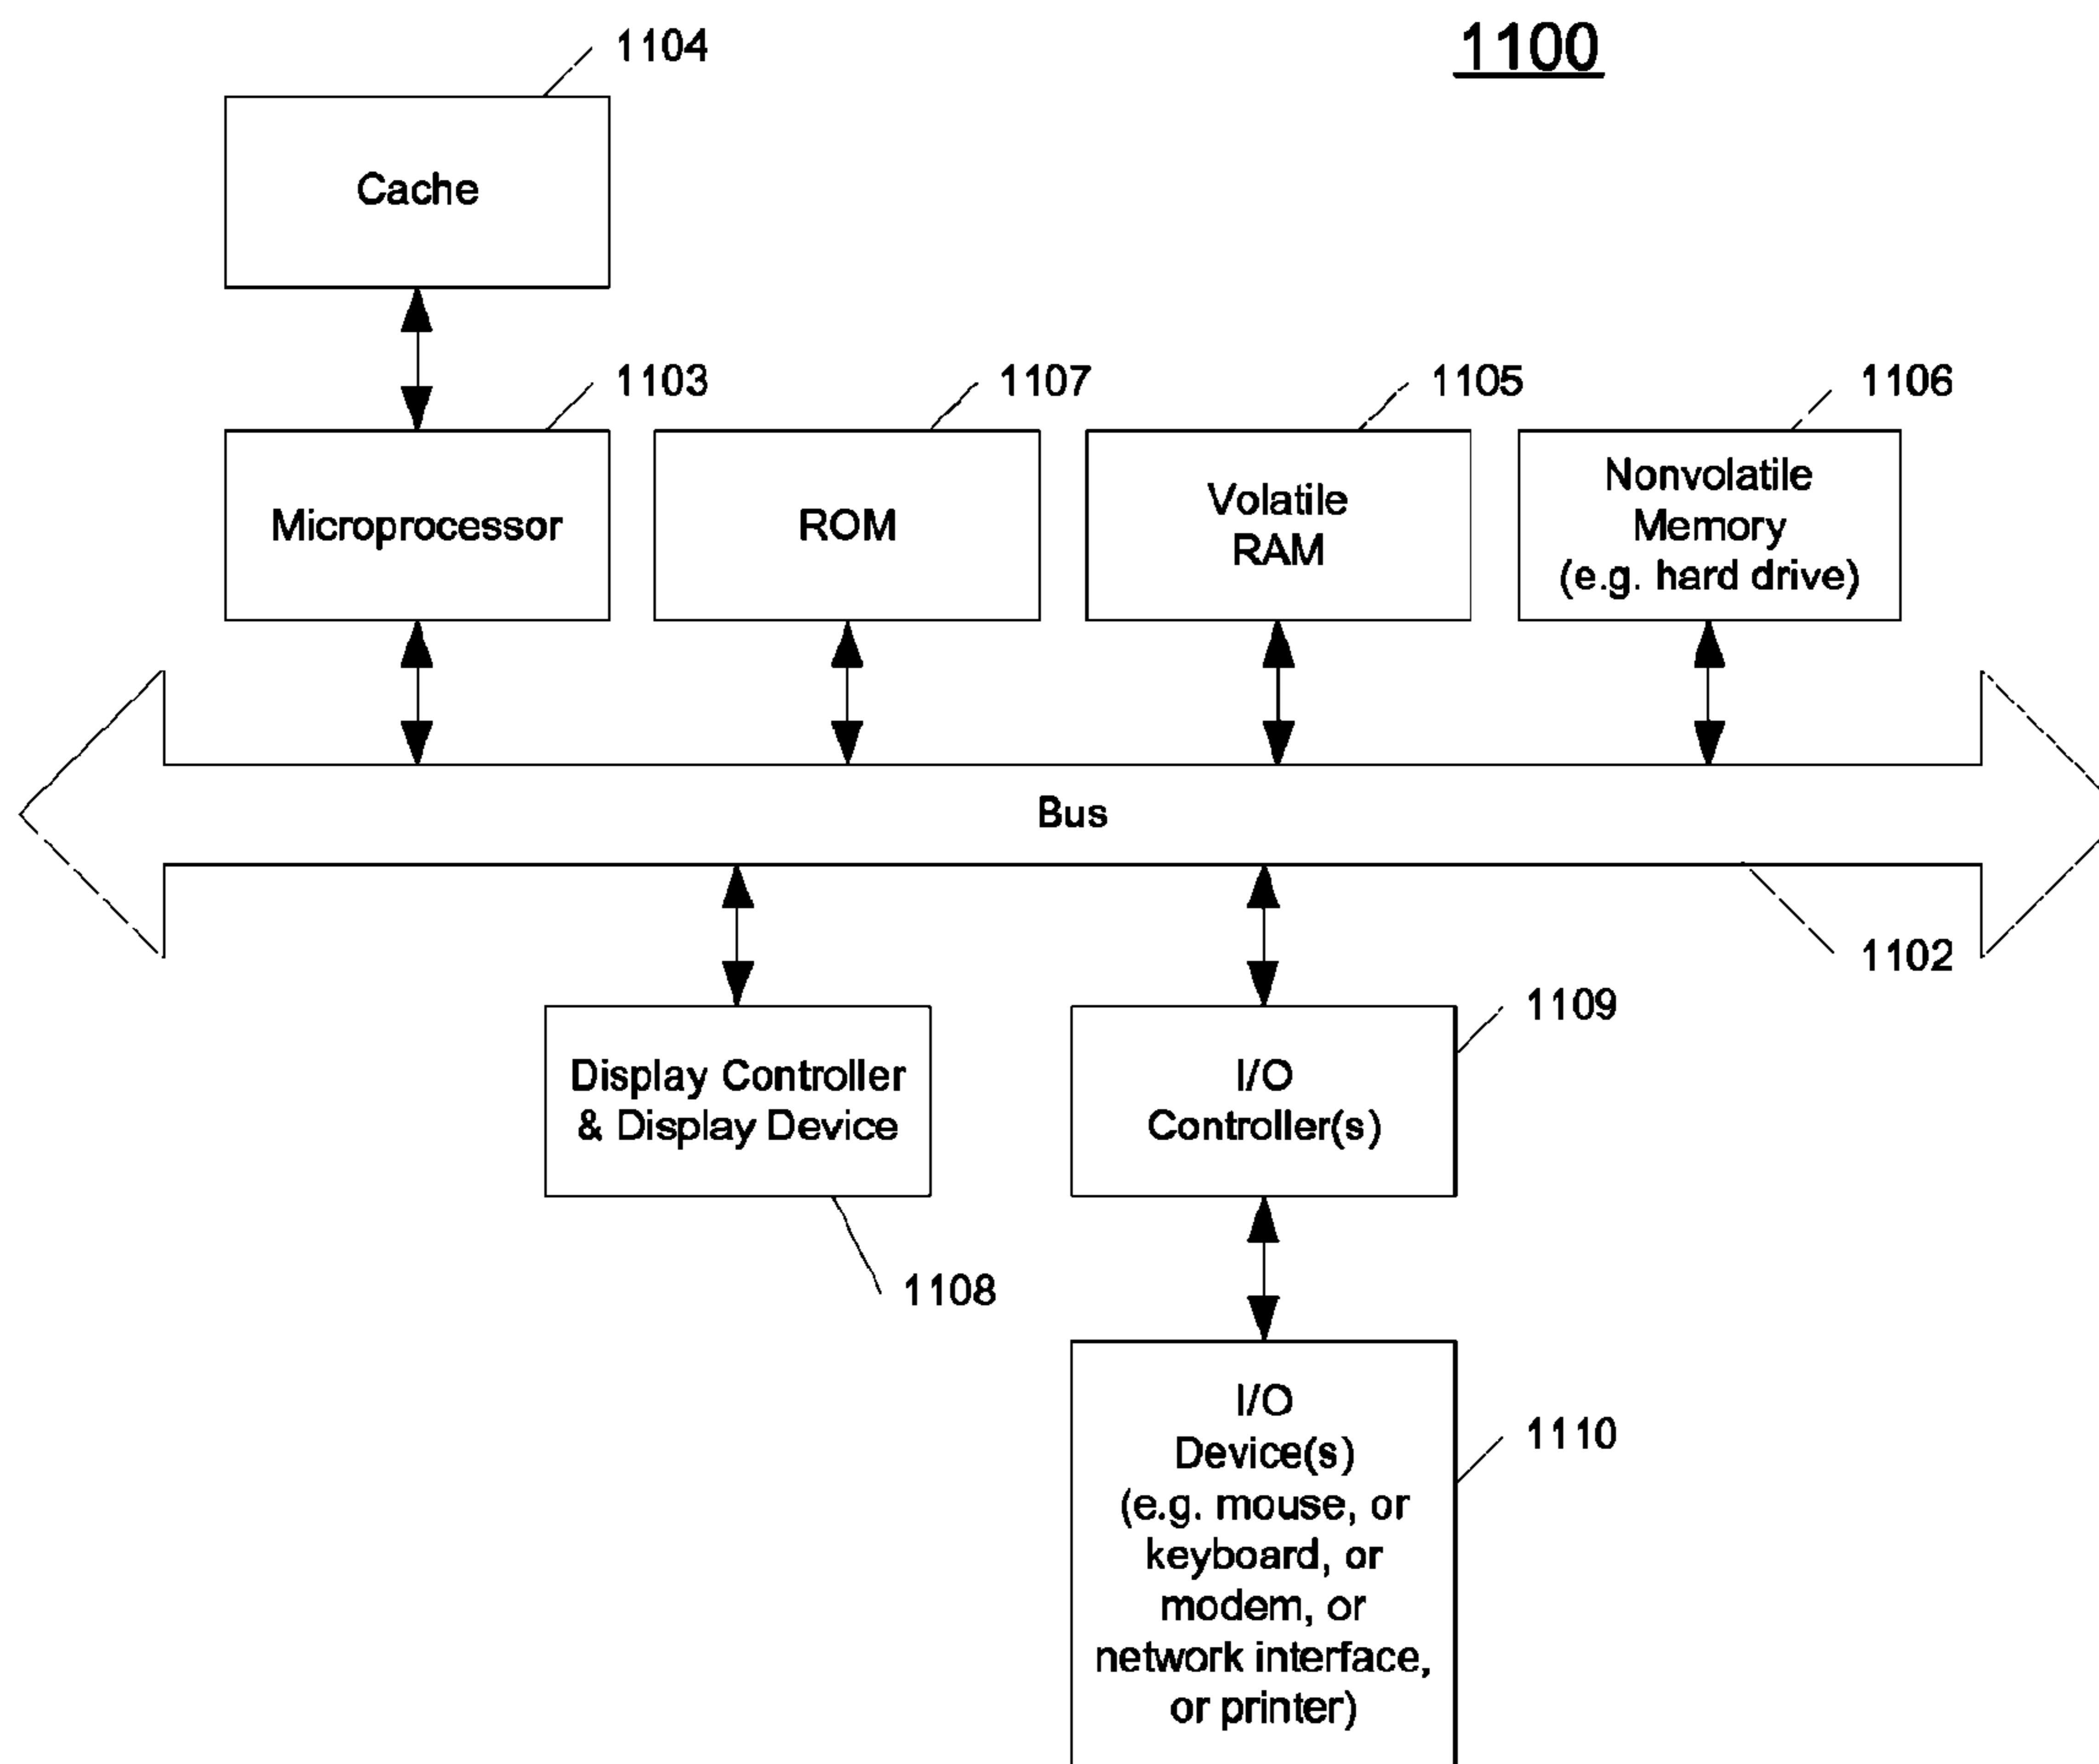 1100
1104
Cache
1103
1107
1105
1106
Microprocessor
ROM
Volatile
RAM
Nonvolatile
Memory
(e.g. hard drive)
Bus
1102
1109
Display Controller
& Display Device
I/O
Controller(s)
1108
I/O
Device(s)
(e.g. mouse, or
keyboard, or
modem, or
network interface,
or printer)
1110